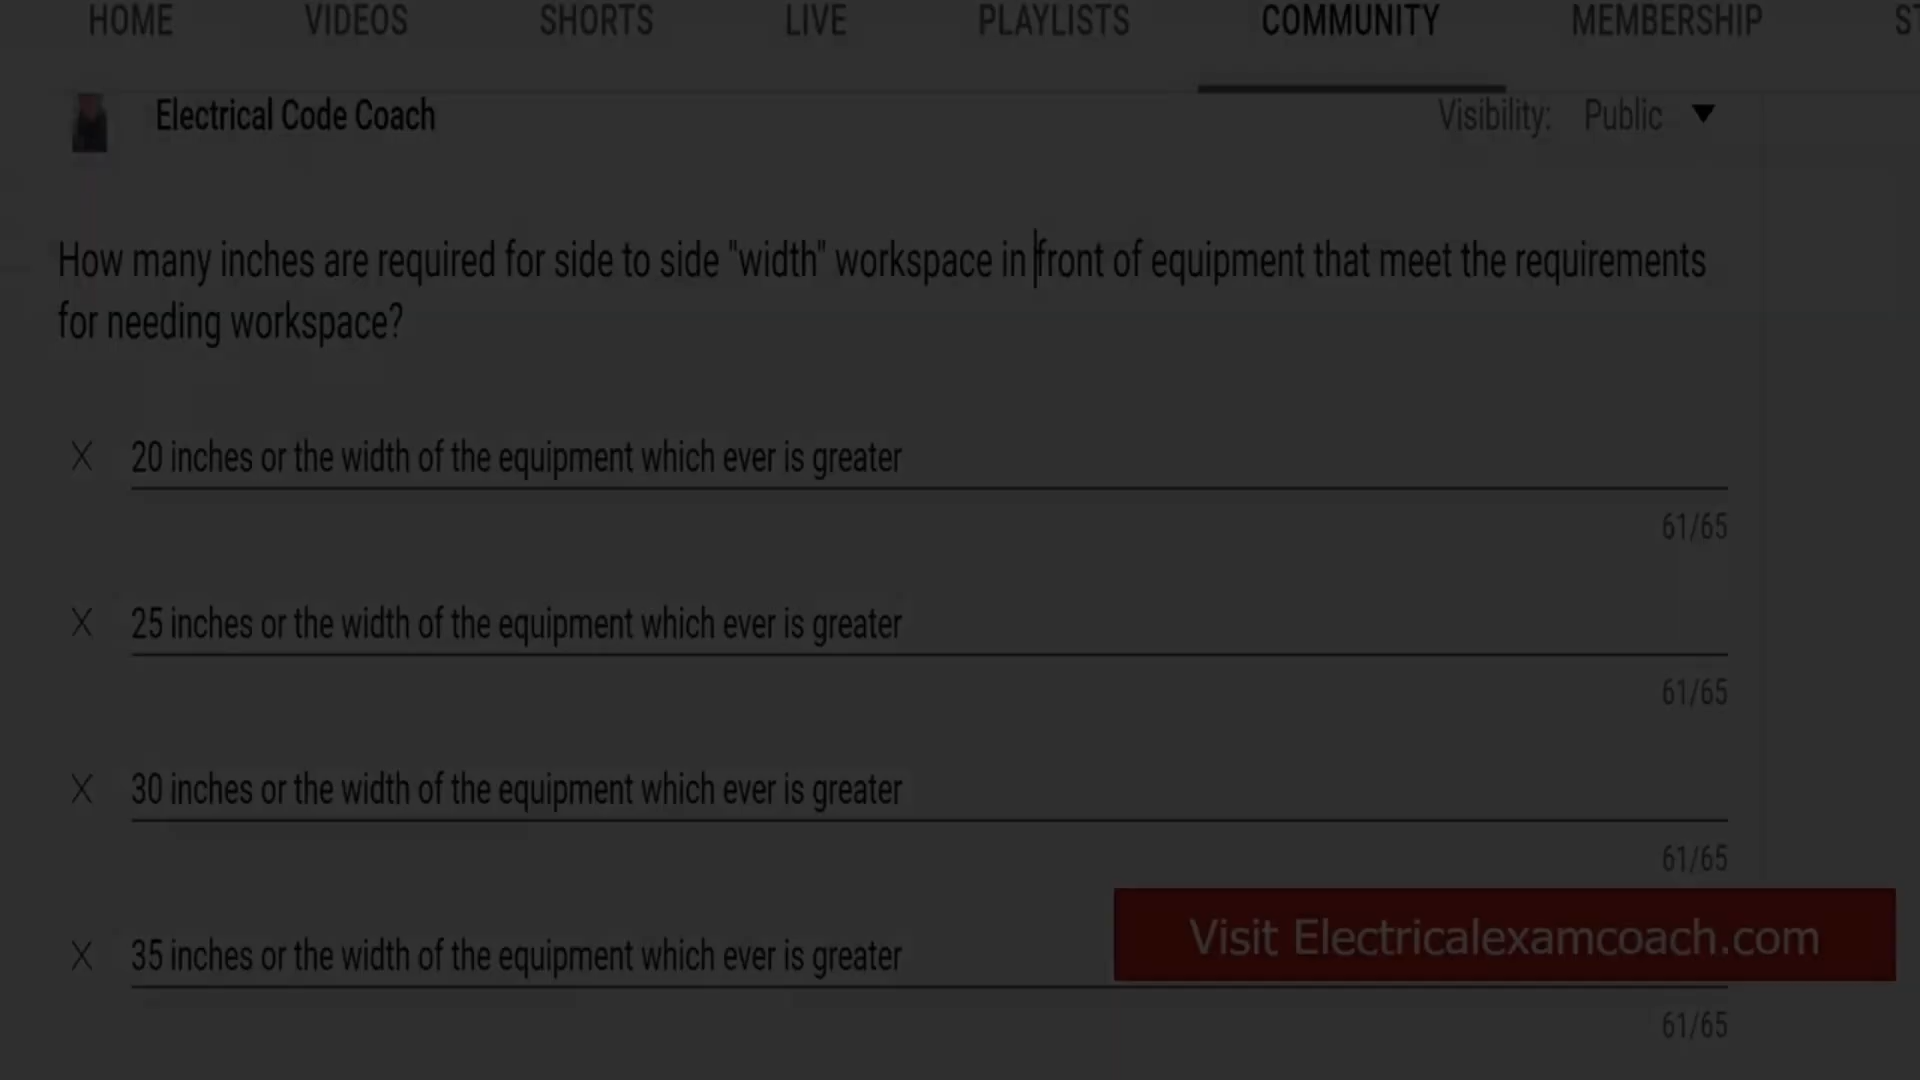 HOME VIDEOS SHORTS LIVE PLAYLISTS COMMUNITY MEMBERSHIP ST
Electrical Code Coach Visibility: Public
How many inches are required for side to side "width" workspace in front of equipment that meet the requirements
for needing workspace?
X 20 inches or the width of the equipment which ever is greater
61/65
X 25 inches or the width of the equipment which ever is greater
61/65
X 30 inches or the width of the equipment which ever is greater
61/65
X 35 inches or the width of the equipment which ever is greater
Visit Electricalexamcoach.com
61/65